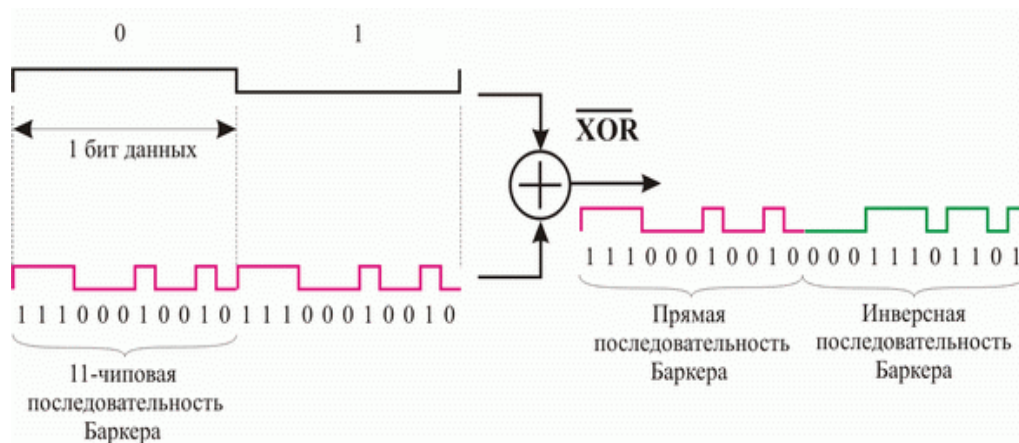 0 1
1 бит данных
XOR
1 1 1 0 0 0 1 0 0 1 0 1 1 1 0 0 0 1 0 0 1 0
11-чиповая
последовательность
Баркера
1 1 1 0 0 0 1 0 0 1 0 0 0 0 1 1 1 0 1 1 0 1
Прямая
последовательность
Баркера
Инверсная
последовательность
Баркера